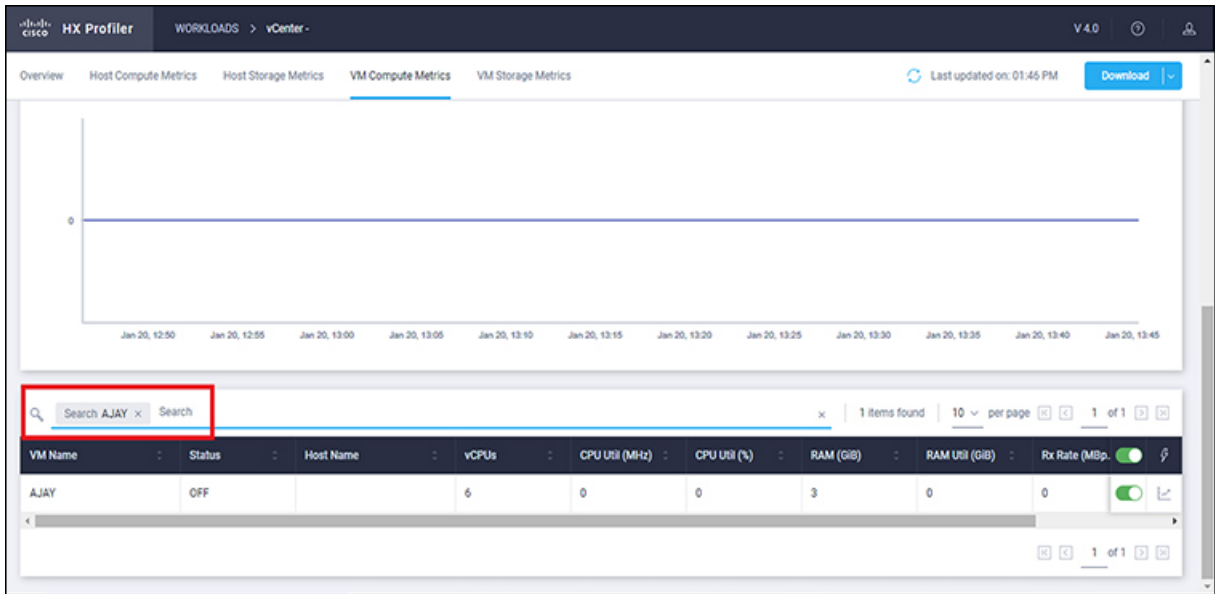 cisco HX Profiler WORKLOADS > vCenter - V 4.0
Overview Host Compute Metrics Host Storage Metrics VM Compute Metrics VM Storage Metrics Last updated on: 01:46 PM Download
0
Jan 20, 12:50 Jan 20, 12:55 Jan 20, 13:00 Jan 20, 13:05 Jan 20, 13:10 Jan 20, 13:15 Jan 20, 13:20 Jan 20, 13:25 Jan 20, 13:30 Jan 20, 13:35 Jan 20, 13:40 Jan 20, 13:45
Search AJAY × Search × 1 items found 10 per page 1 of 1
VM Name Status Host Name vCPUs CPU Util (MHz) CPU Util (%) RAM (GiB) RAM Util (GiB) Rx Rate (MBp.
AJAY OFF 6 0 0 3 0 0
1 of 1